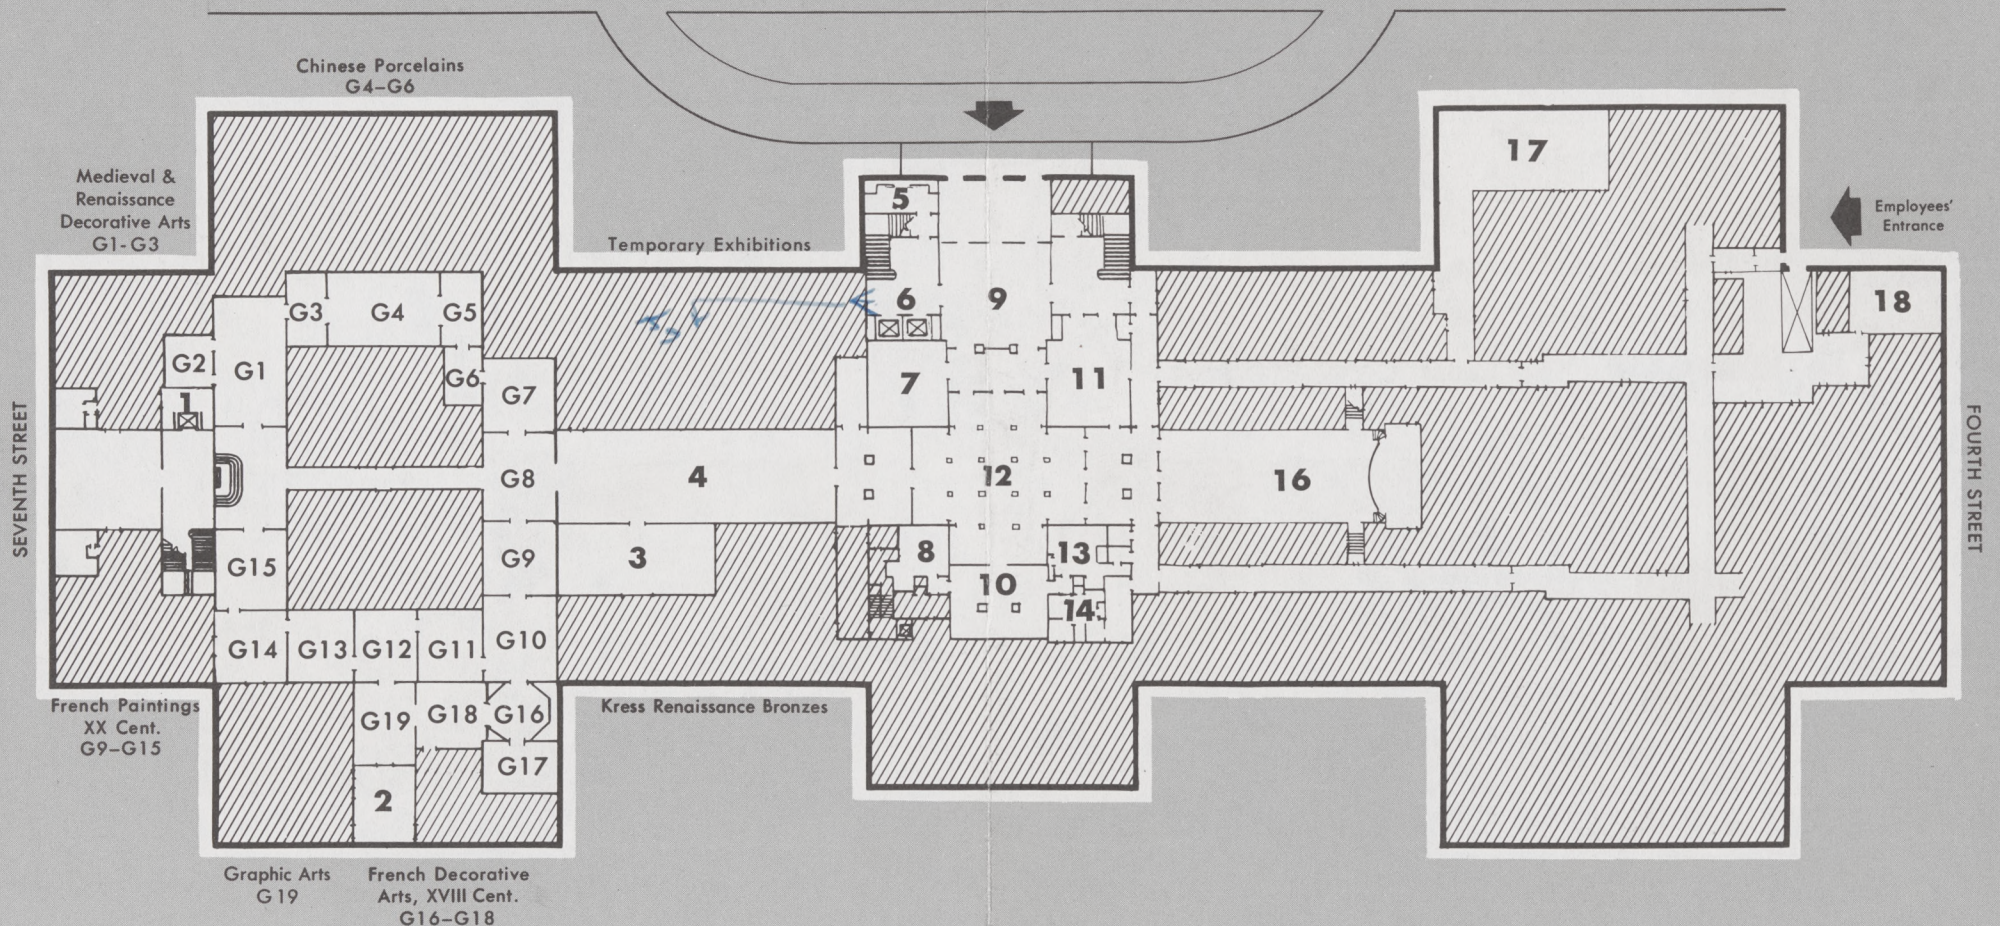 Chinese Porcelains
G4–G6
Medieval &
Renaissance
Decorative Arts
G1-G3
Temporary Exhibitions
Employees'
Entrance
17
5
18
6
9
G3
G4
G5
G2
G1
G6
G7
7
11
1
SEVENTH STREET
FOURTH STREET
G8
4
12
16
G15
G9
3
8
13
10
14
G14
G13
G12
G11
G10
French Paintings
XX Cent.
G9–G15
Kress Renaissance Bronzes
G19
G18
G16
G17
2
Graphic Arts
G19
French Decorative
Arts, XVIII Cent.
G16–G18